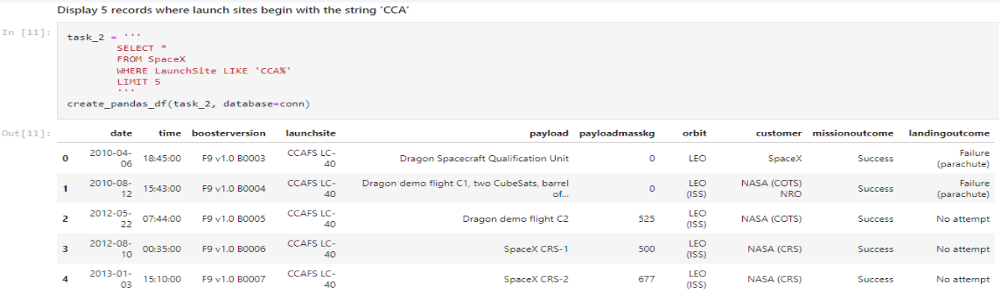 Display 5 records where launch sites begin with the string 'CCA'
In [11]:
task_2 = '''
SELECT *
FROM SpaceX
WHERE LaunchSite LIKE 'CCA%'
LIMIT 5
'''
create_pandas_df(task_2, database=conn)
Out[11]:
date time boosterversion launchsite payload payloadmasskg orbit customer missionoutcome landingoutcome
0 2010-04-06 18:45:00 F9 v1.0 B0003 CCAFS LC-40 Dragon Spacecraft Qualification Unit 0 LEO SpaceX Success Failure (parachute)
1 2010-08-12 15:43:00 F9 v1.0 B0004 CCAFS LC-40 Dragon demo flight C1, two CubeSats, barrel of... 0 LEO (ISS) NASA (COTS) NRO Success Failure (parachute)
2 2012-05-22 07:44:00 F9 v1.0 B0005 CCAFS LC-40 Dragon demo flight C2 525 LEO (ISS) NASA (COTS) Success No attempt
3 2012-08-10 00:35:00 F9 v1.0 B0006 CCAFS LC-40 SpaceX CRS-1 500 LEO (ISS) NASA (CRS) Success No attempt
4 2013-01-03 15:10:00 F9 v1.0 B0007 CCAFS LC-40 SpaceX CRS-2 677 LEO (ISS) NASA (CRS) Success No attempt